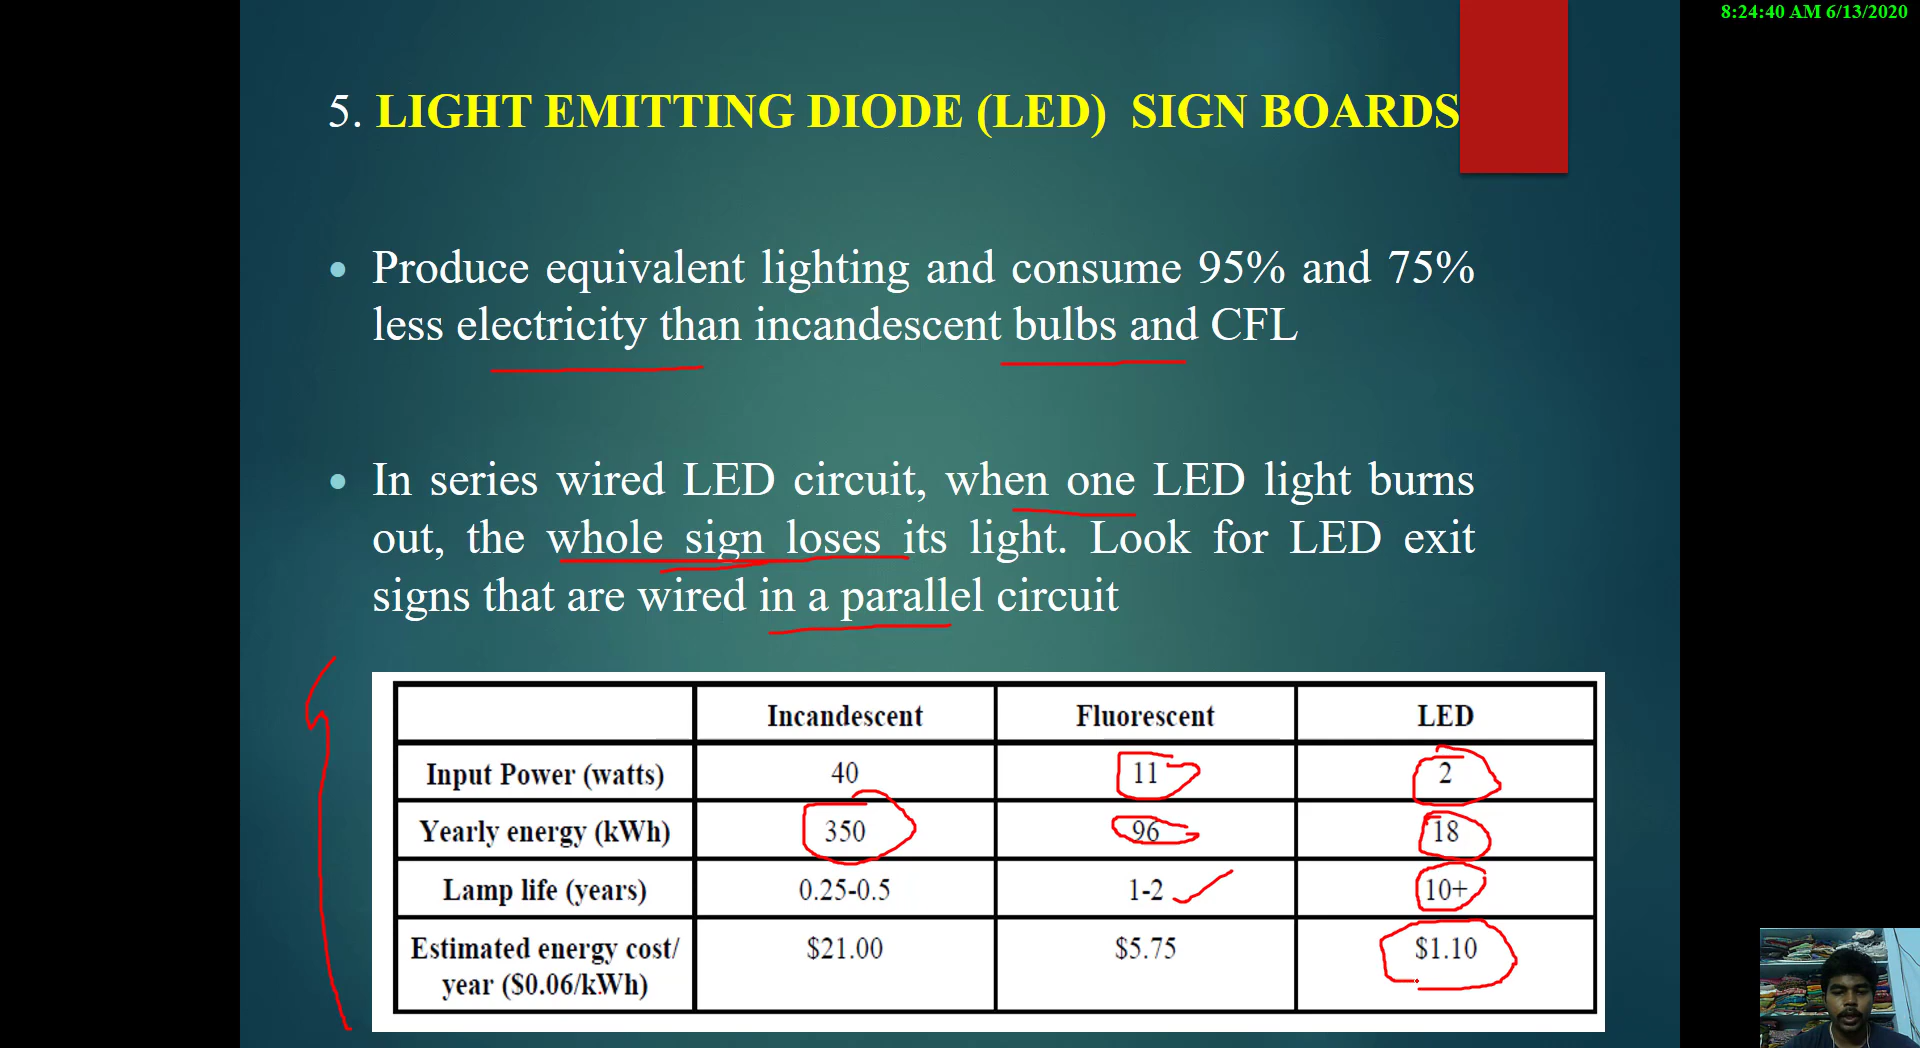 8:24:40 AM 6/13/2020
5. LIGHT EMITTING DIODE (LED) SIGN BOARDS
Produce equivalent lighting and consume 95% and 75%
less electricity than incandescent bulbs and CFL
In series wired LED circuit, when one LED light burns
out, the whole sign loses its light. Look for LED exit
signs that are wired in a parallel circuit
Incandescent Fluorescent LED
Input Power (watts) 40 11 2
Yearly energy (kWh) 350 96 18
Lamp life (years) 0.25-0.5 1-2 10+
Estimated energy cost/ $21.00 $5.75 $1.10
year ($0.06/kWh)